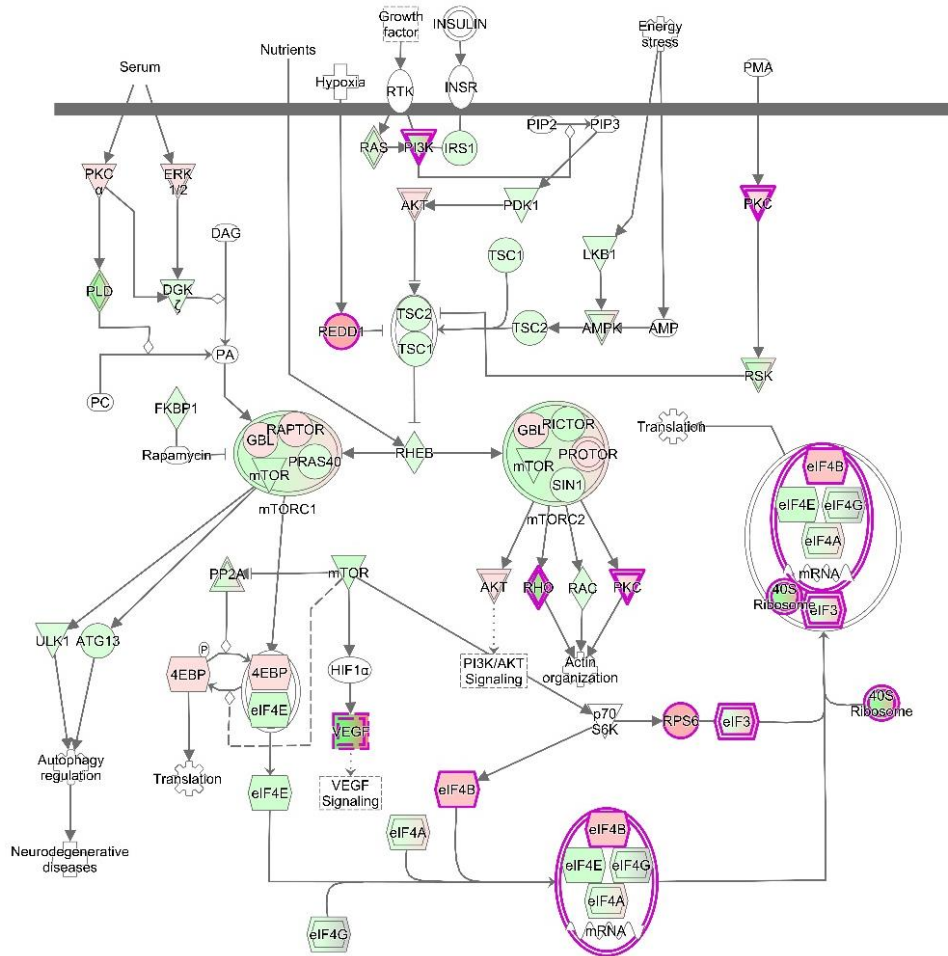 Growth
factor
INSULIN
Energy
stress
Nutrients
Serum
Hypoxia
RTK
INSR
PMA
PIP2
PIP3
RAS
PI3K
IRS1
PKC
α
ERK
1/2
AKT
PDK1
PKC
DAG
TSC1
LKB1
PLD
DGK
ζ
TSC2
REDD1
TSC2
AMPK
AMP
TSC1
PA
RSK
PC
FKBP1
GBL
RAPTOR
Rapamycin
PRAS40
mTOR
mTORC1
RHEB
GBL
RICTOR
mTOR
PROTOR
SIN1
mTORC2
Translation
eIF4B
eIF4E
eIF4G
eIF4A
mRNA
40S
Ribosome
eIF3
PP2A
mTOR
AKT
RHO
RAC
PKC
ULK1
ATG13
P
4EBP
4EBP
eIF4E
HIF1α
PI3K/AKT
Signaling
Actin
organization
VEGF
p70
S6K
RPS6
eIF3
40S
Ribosome
Autophagy
regulation
Translation
eIF4E
VEGF
Signaling
eIF4B
eIF4A
Neurodegenerative
diseases
eIF4B
eIF4E
eIF4G
eIF4A
mRNA
eIF4G